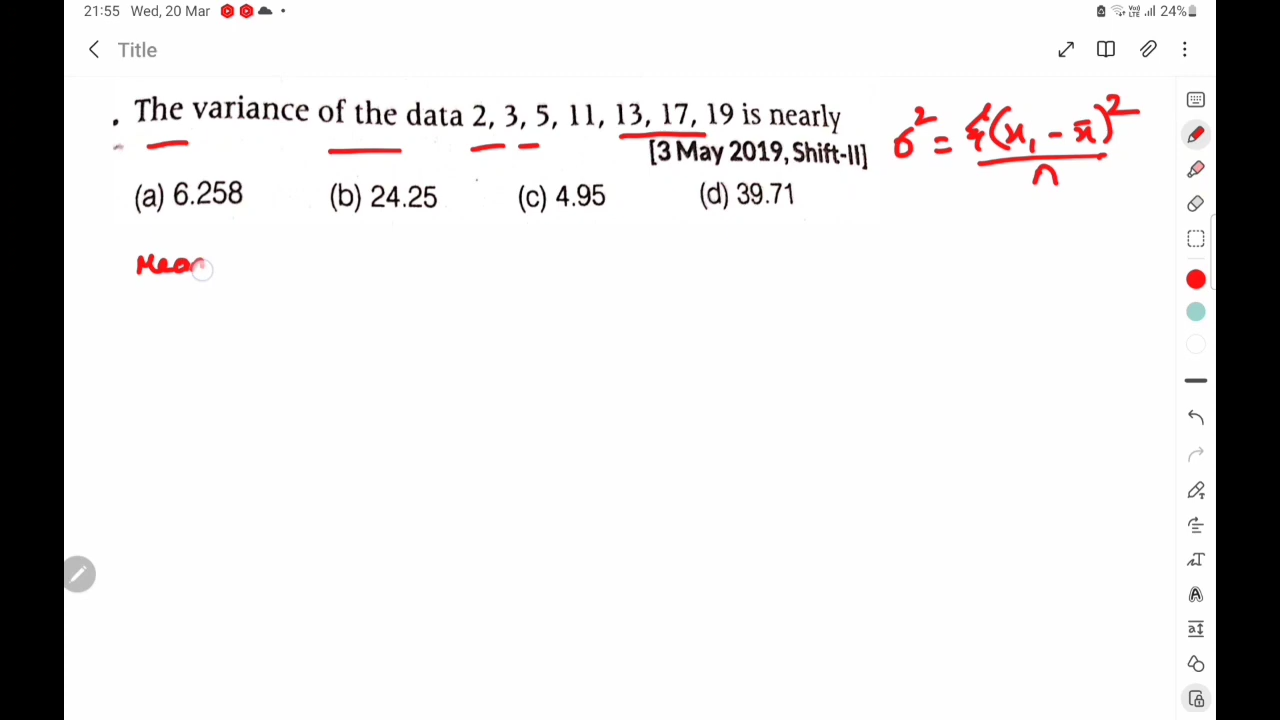 21:55 Wed, 20 Mar
24%
Title
. The variance of the data 2, 3, 5, 11, 13, 17, 19 is nearly
[3 May 2019, Shift-II]
(a) 6.258 (b) 24.25 (c) 4.95 (d) 39.71
σ² = Σ(x₁ - x̄)²
n
Mean